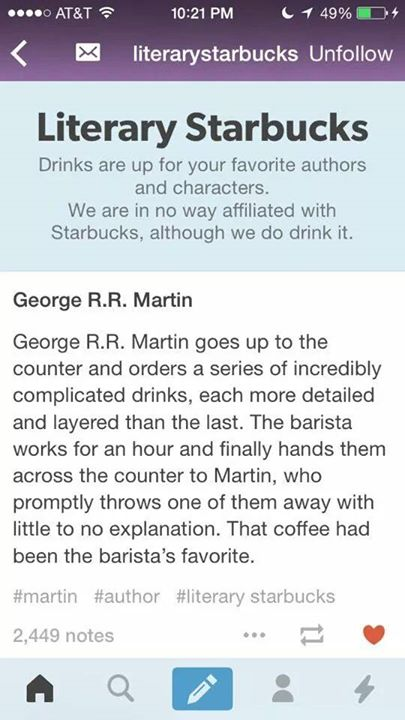 AT&T 10:21 PM 49%
literarystarbucks Unfollow
Literary Starbucks
Drinks are up for your favorite authors
and characters.
We are in no way affiliated with
Starbucks, although we do drink it.
George R.R. Martin
George R.R. Martin goes up to the
counter and orders a series of incredibly
complicated drinks, each more detailed
and layered than the last. The barista
works for an hour and finally hands them
across the counter to Martin, who
promptly throws one of them away with
little to no explanation. That coffee had
been the barista's favorite.
#martin #author #literary starbucks
2,449 notes